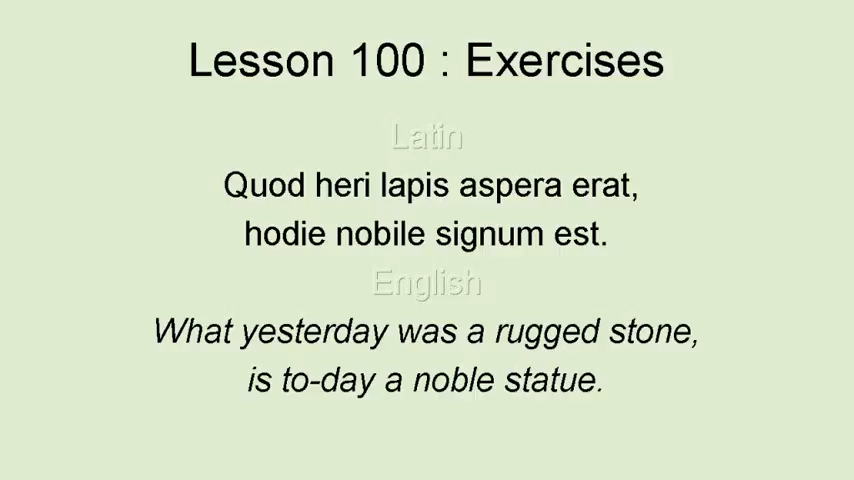 Lesson 100 : Exercises
Latin
Quod heri lapis aspera erat,
hodie nobile signum est.
English
What yesterday was a rugged stone,
is to-day a noble statue.